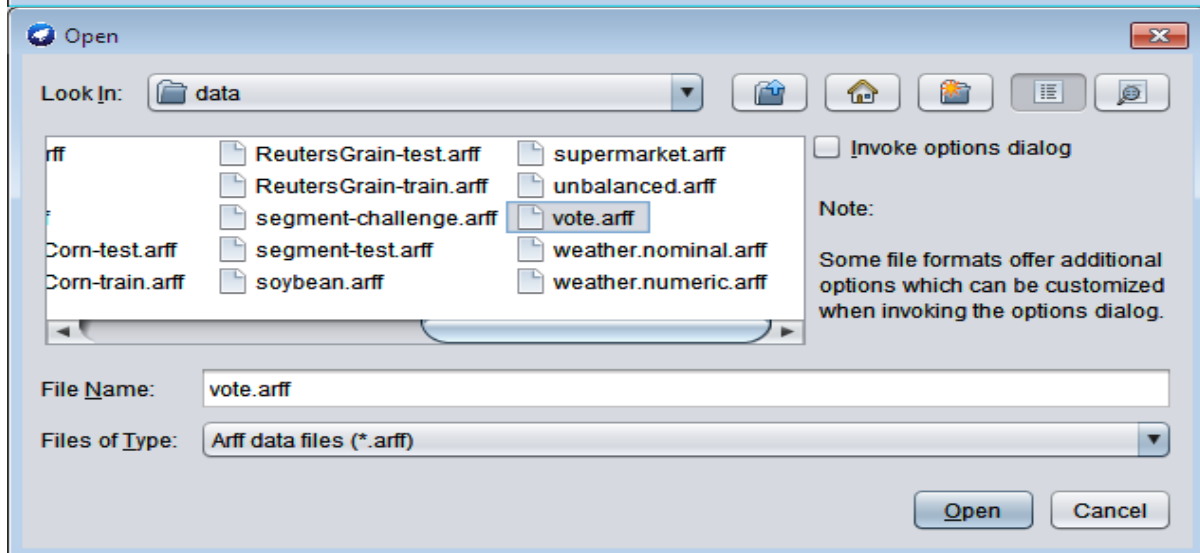 Open
Look In: data
rff ReutersGrain-test.arff supermarket.arff
ReutersGrain-train.arff unbalanced.arff
f segment-challenge.arff vote.arff
Corn-test.arff segment-test.arff weather.nominal.arff
Corn-train.arff soybean.arff weather.numeric.arff
Invoke options dialog
Note:
Some file formats offer additional
options which can be customized
when invoking the options dialog.
File Name: vote.arff
Files of Type: Arff data files (*.arff)
Open Cancel